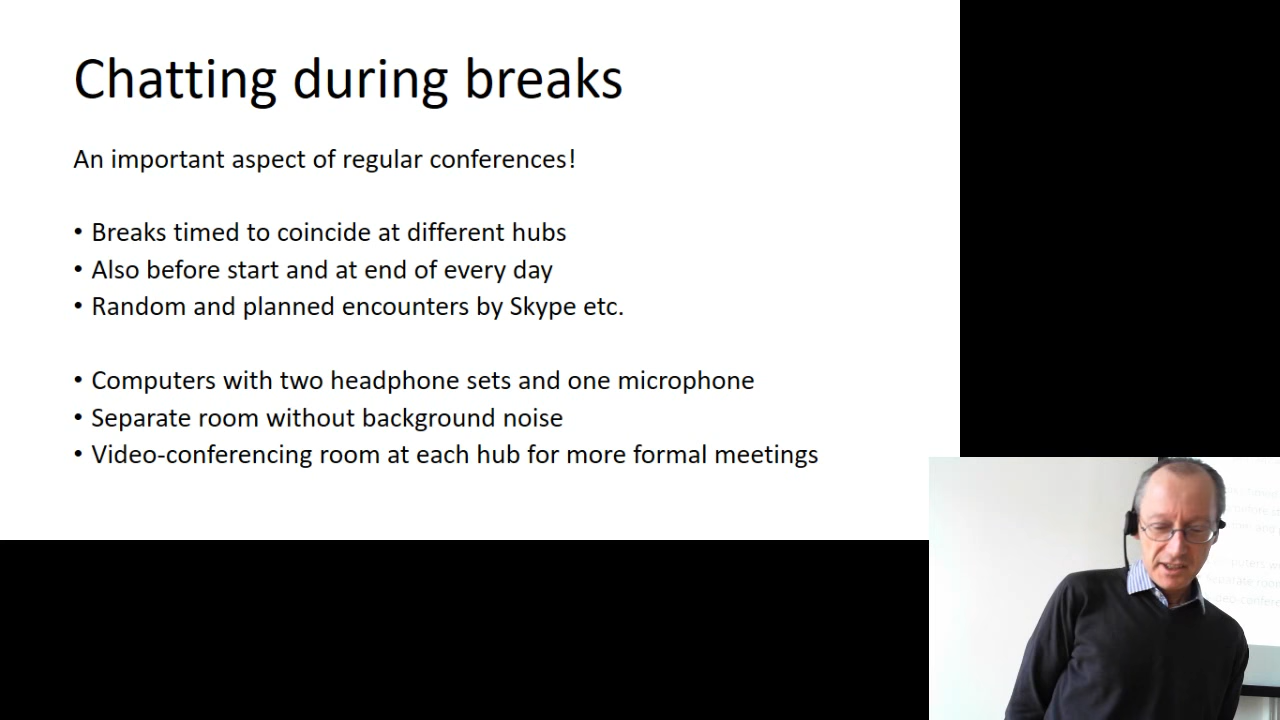 Chatting during breaks
An important aspect of regular conferences!
• Breaks timed to coincide at different hubs
• Also before start and at end of every day
• Random and planned encounters by Skype etc.
• Computers with two headphone sets and one microphone
• Separate room without background noise
• Video-conferencing room at each hub for more formal meetings